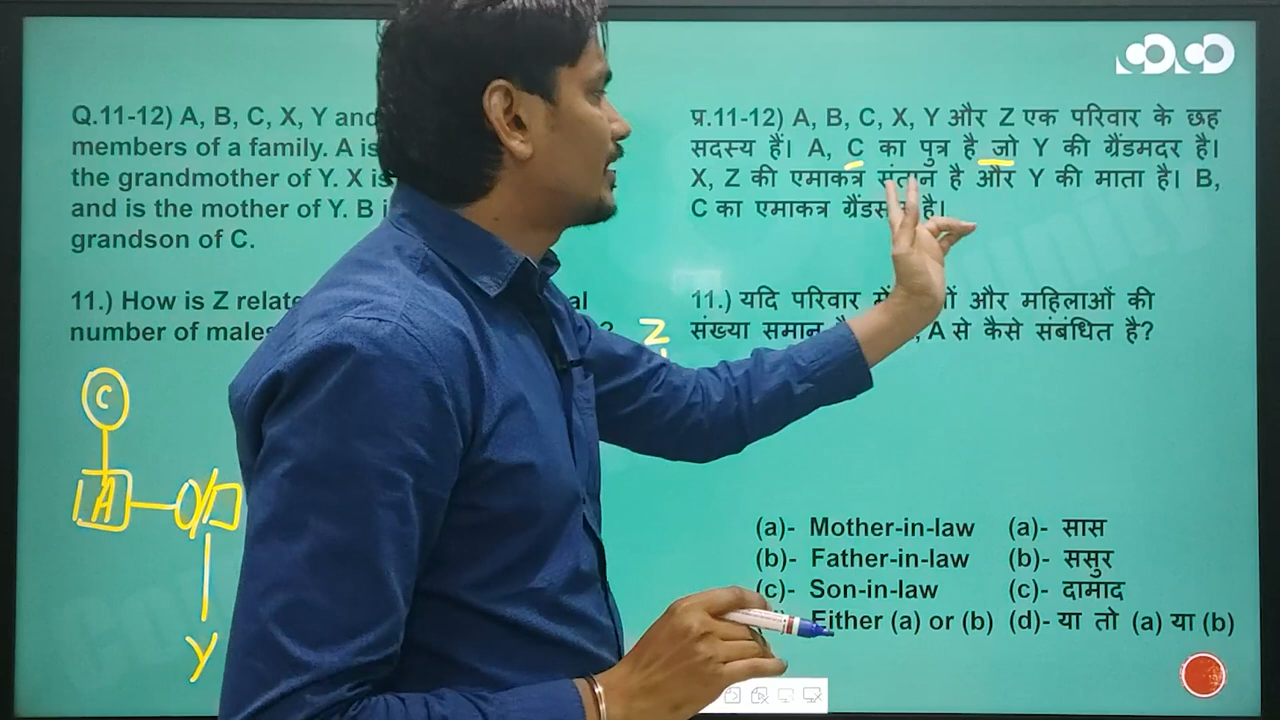 Q.11-12) A, B, C, X, Y and
members of a family. A is
the grandmother of Y. X is
and is the mother of Y. B i
grandson of C.
11.) How is Z relate al
number of males ?
C
A
Y
Z
प्र.11-12) A, B, C, X, Y और Z एक परिवार के छह
सदस्य हैं। A, C का पुत्र है जो Y की ग्रैंडमदर है।
X, Z की एमाकत्र संतान है और Y की माता है। B,
C का एमाकत्र है।
11.) यदि परिवार में और महिलाओं की
संख्या समान A से कैसे संबंधित है?
(a)- Mother-in-law (a)- सास
(b)- Father-in-law (b)- ससुर
(c)- Son-in-law (c)- दामाद
Either (a) or (b) (d)- या तो (a) या (b)